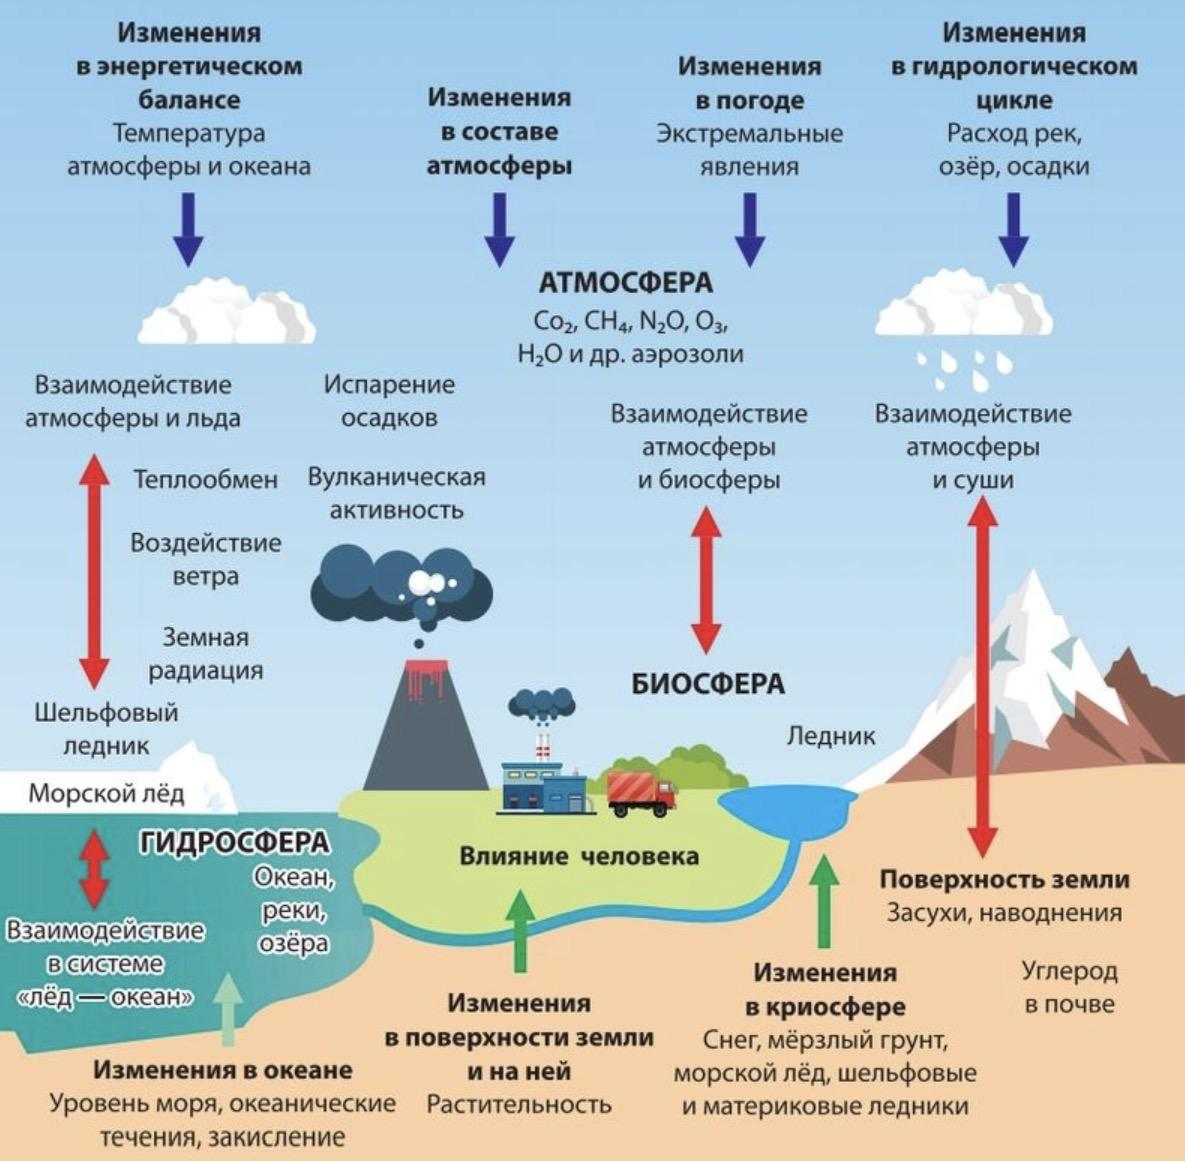 Изменения
в энергетическом
балансе
Температура
атмосферы и океана
Изменения
в составе
атмосферы
Изменения
в погоде
Экстремальные
явления
Изменения
в гидрологическом
цикле
Расход рек,
озёр, осадки
АТМОСФЕРА
Co₂, CH₄, N₂O, O₃,
H₂O и др. аэрозоли
Взаимодействие
атмосферы и льда
Испарение
осадков
Взаимодействие
атмосферы
и биосферы
Взаимодействие
атмосферы
и суши
Теплообмен
Вулканическая
активность
Воздействие
ветра
Земная
радиация
Шельфовый
ледник
БИОСФЕРА
Ледник
Морской лёд
ГИДРОСФЕРА
Океан,
реки,
озёра
Влияние человека
Взаимодействие
в системе
«лёд — океан»
Поверхность земли
Засухи, наводнения
Углерод
в почве
Изменения в океане
Уровень моря, океанические
течения, закисление
Изменения
в поверхности земли
и на ней
Растительность
Изменения
в криосфере
Снег, мёрзлый грунт,
морской лёд, шельфовые
и материковые ледники